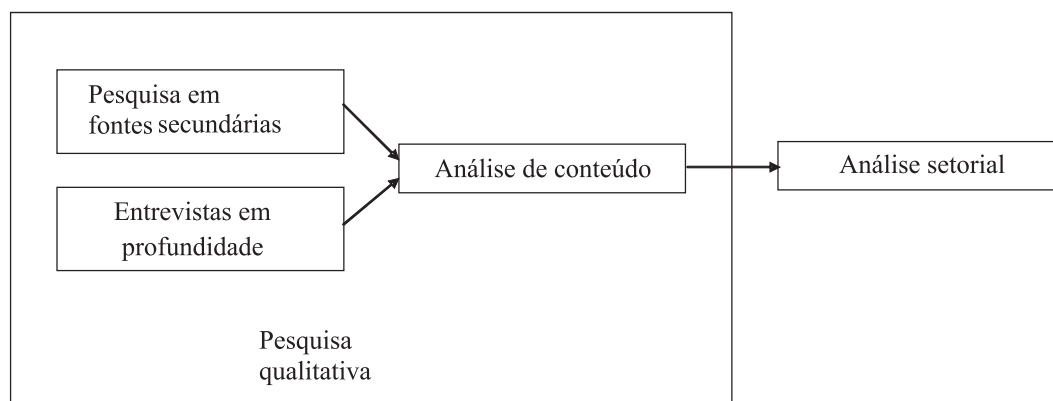 Pesquisa em
fontes secundárias
Entrevistas em
profundidade
Análise de conteúdo
Análise setorial
Pesquisa
qualitativa